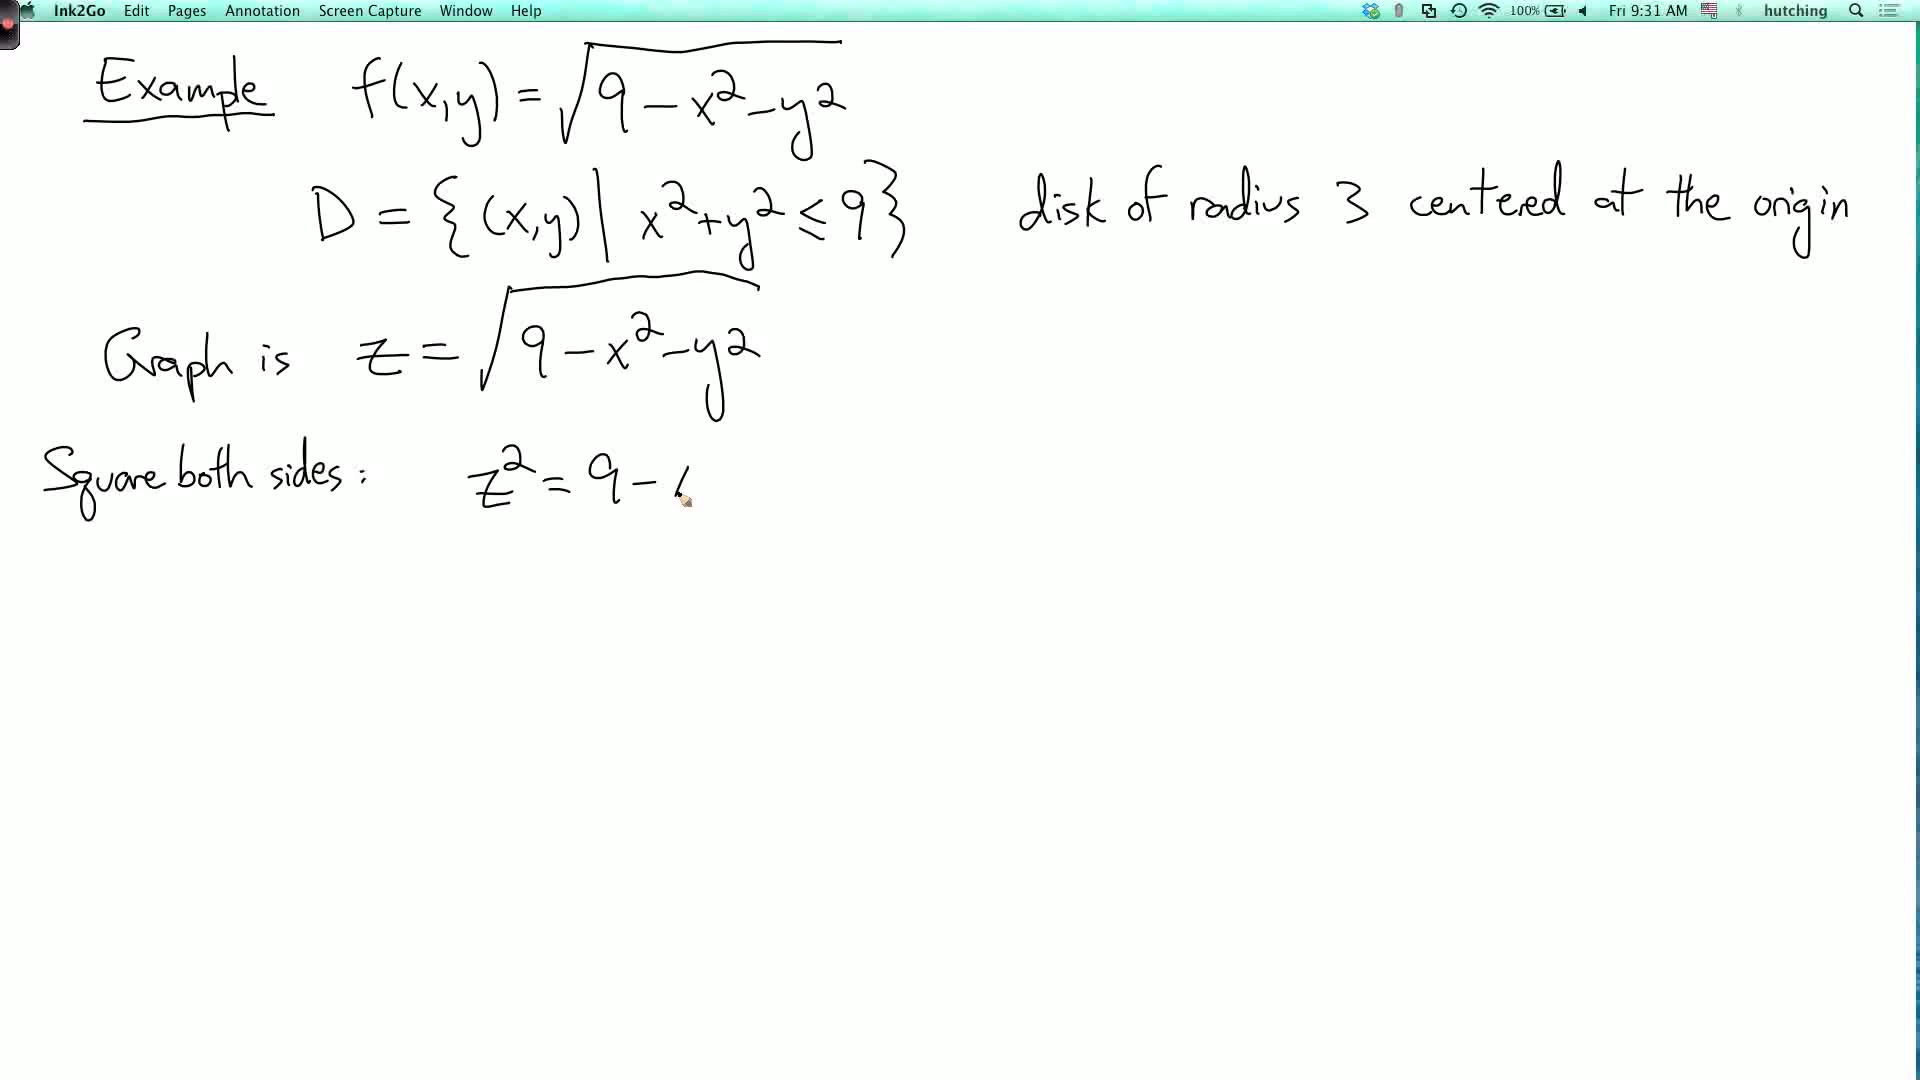 Ink2Go Edit Pages Annotation Screen Capture Window Help 100% Fri 9:31 AM hutching
Example f(x,y) = √(9 - x² - y²)
D = {(x,y) | x² + y² ≤ 9} disk of radius 3 centered at the origin
Graph is z = √(9 - x² - y²)
Square both sides: z² = 9 -